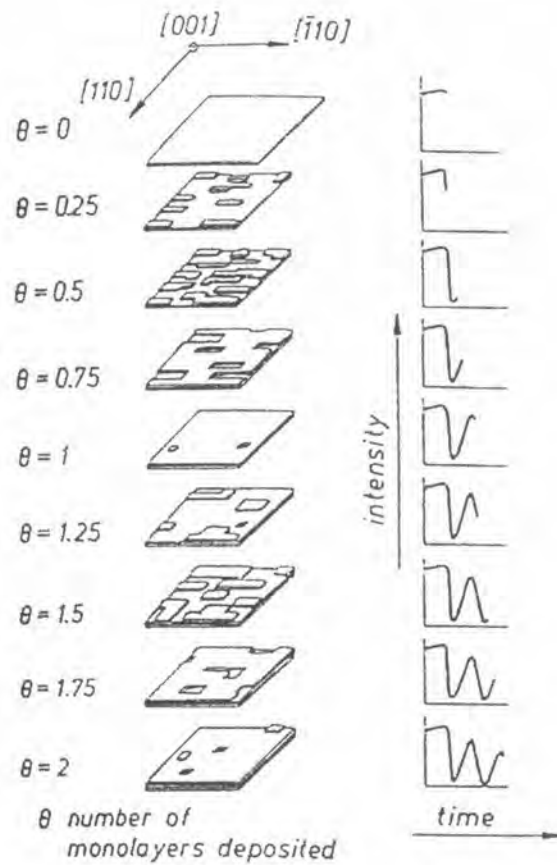 [001]
[1̄10]
[110]
θ = 0
θ = 0.25
θ = 0.5
θ = 0.75
θ = 1
θ = 1.25
θ = 1.5
θ = 1.75
θ = 2
intensity
θ number of
monolayers deposited
time